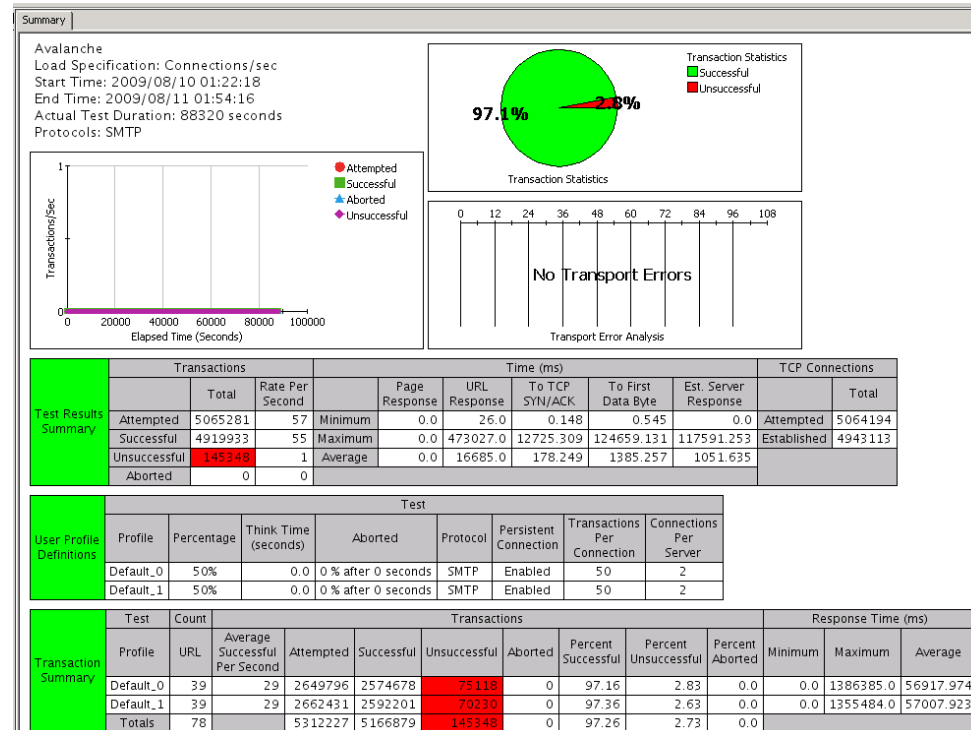 Summary
Avalanche
Load Specification: Connections/sec
Start Time: 2009/08/10 01:22:18
End Time: 2009/08/11 01:54:16
Actual Test Duration: 88320 seconds
Protocols: SMTP
Transaction Statistics
Successful
Unsuccessful
97.1%
2.8%
Transaction Statistics
1
0
Transactions/Sec
0 20000 40000 60000 80000 100000
Elapsed Time (Seconds)
Attempted
Successful
Aborted
Unsuccessful
0 12 24 36 48 60 72 84 96 108
No Transport Errors
Transport Error Analysis
Test Results Summary
Transactions Time (ms) TCP Connections
Total Rate Per Second Page Response URL Response To TCP SYN/ACK To First Data Byte Est. Server Response Total
Attempted 5065281 57 Minimum 0.0 26.0 0.148 0.545 0.0 Attempted 5064194
Successful 4919933 55 Maximum 0.0 473027.0 12725.309 124659.131 117591.253 Established 4943113
Unsuccessful 145348 1 Average 0.0 16685.0 178.249 1385.257 1051.635
Aborted 0 0
User Profile Definitions
Test
Profile Percentage Think Time (seconds) Aborted Protocol Persistent Connection Transactions Per Connection Connections Per Server
Default_0 50% 0.0 0 % after 0 seconds SMTP Enabled 50 2
Default_1 50% 0.0 0 % after 0 seconds SMTP Enabled 50 2
Transaction Summary
Test Count Transactions Response Time (ms)
Profile URL Average Successful Per Second Attempted Successful Unsuccessful Aborted Percent Successful Percent Unsuccessful Percent Aborted Minimum Maximum Average
Default_0 39 29 2649796 2574678 75118 0 97.16 2.83 0.0 0.0 1386385.0 56917.974
Default_1 39 29 2662431 2592201 70230 0 97.36 2.63 0.0 0.0 1355484.0 57007.923
Totals 78 5312227 5166879 145348 0 97.26 2.73 0.0